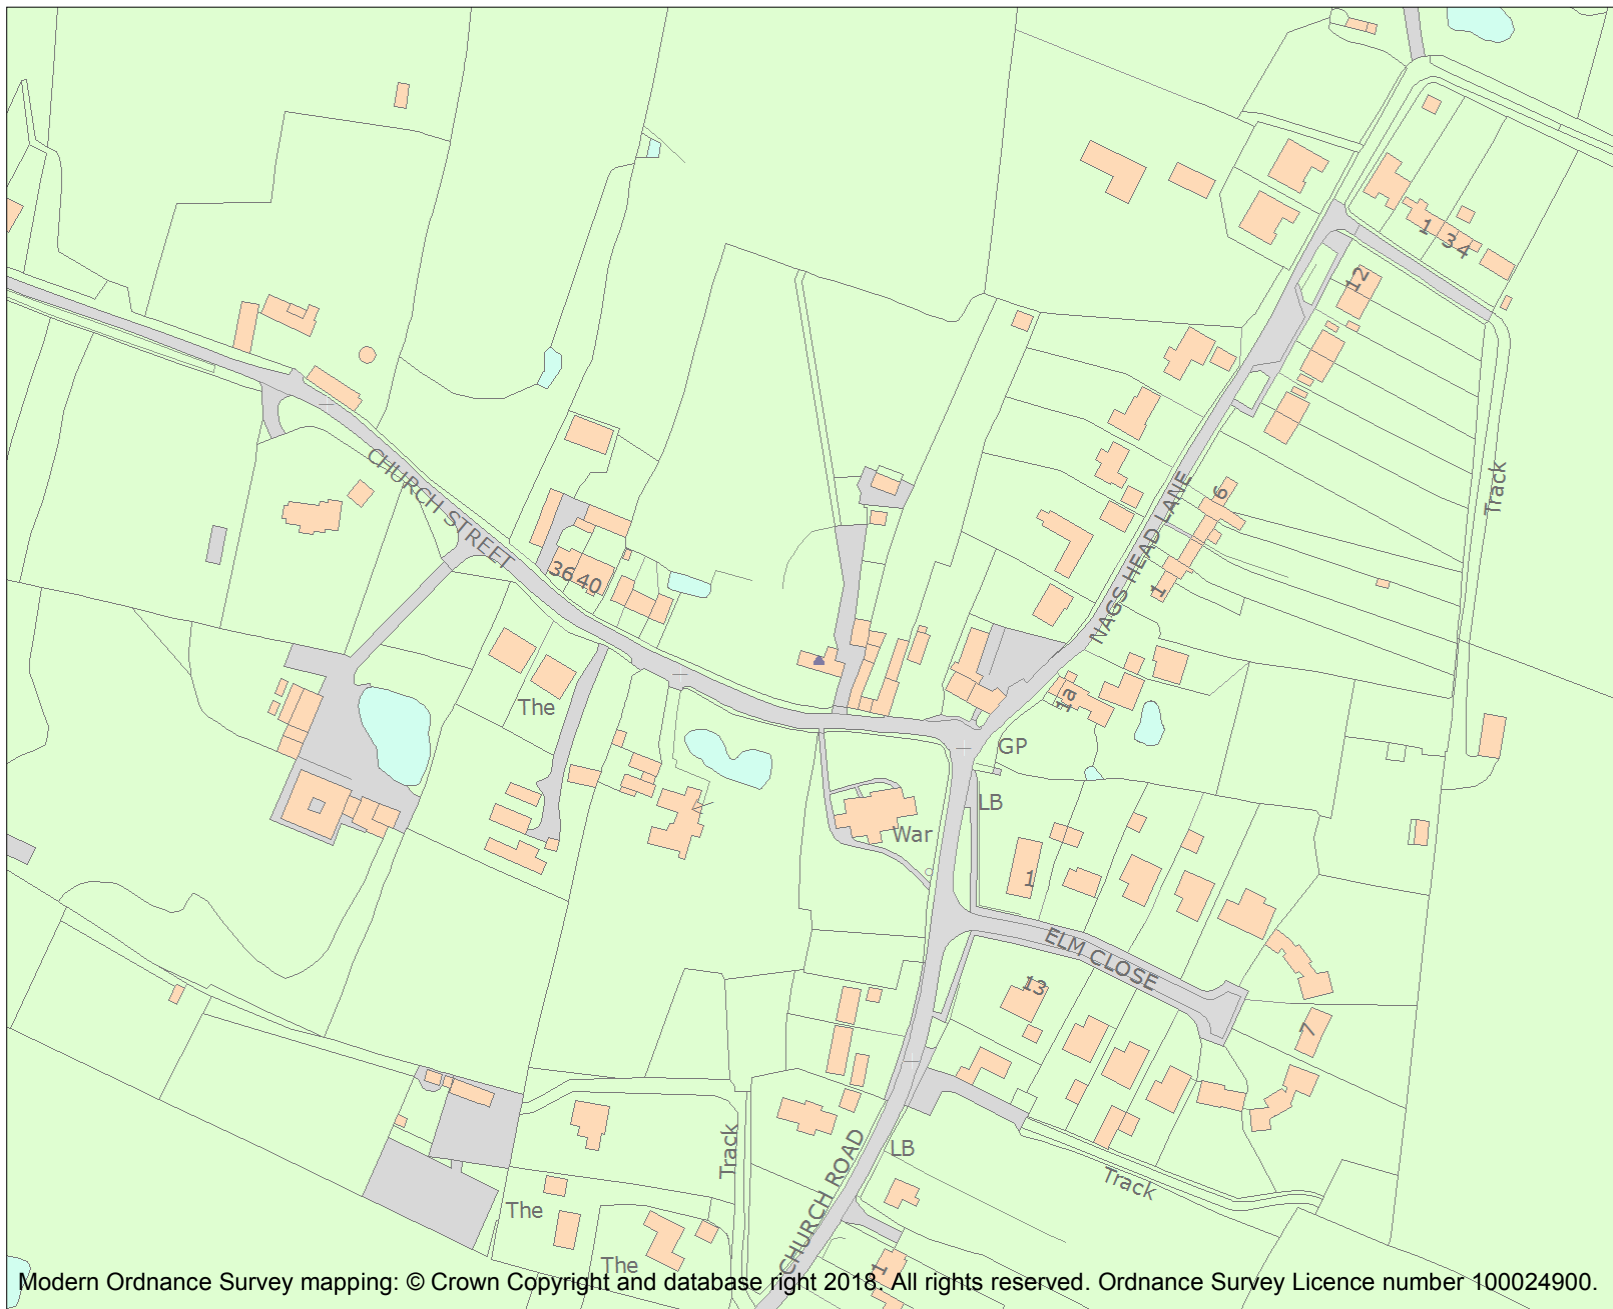 1
3 4
12
CHURCH STREET
Track
NAGS HEAD LANE
6
36 40
1
The
1a
GP
LB
War
1
ELM CLOSE
13
7
Track
CHURCH ROAD
LB
Track
The
The
1
Modern Ordnance Survey mapping: © Crown Copyright and database right 2018. All rights reserved. Ordnance Survey Licence number 100024900.